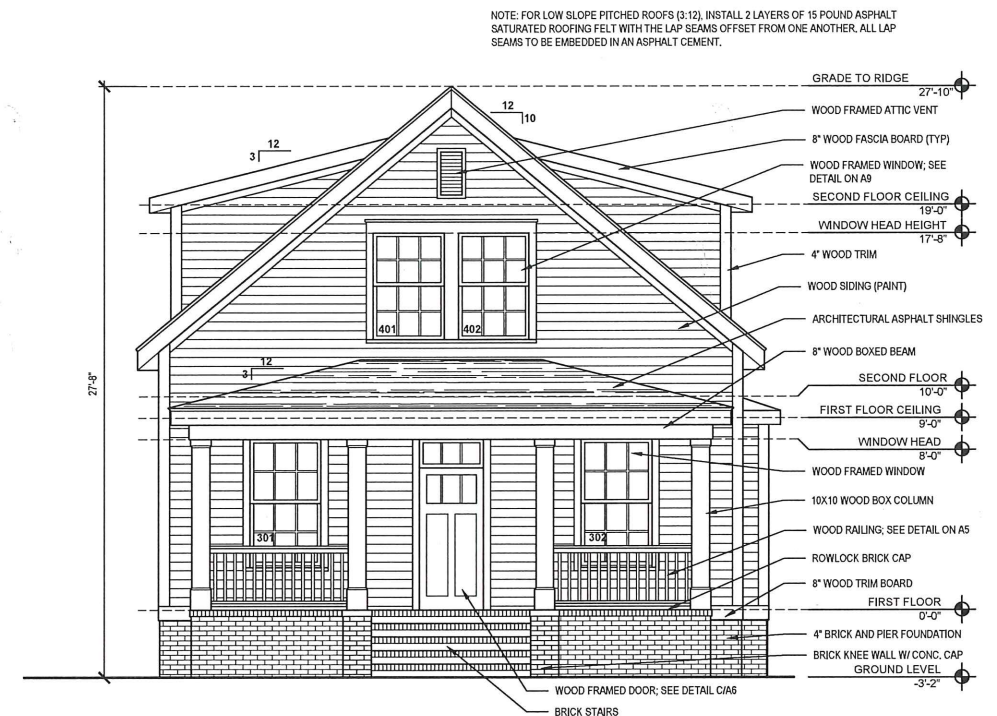 NOTE: FOR LOW SLOPE PITCHED ROOFS (3:12), INSTALL 2 LAYERS OF 15 POUND ASPHALT
SATURATED ROOFING FELT WITH THE LAP SEAMS OFFSET FROM ONE ANOTHER. ALL LAP
SEAMS TO BE EMBEDDED IN AN ASPHALT CEMENT.
GRADE TO RIDGE
27'-10"
12
10
WOOD FRAMED ATTIC VENT
12
3
8" WOOD FASCIA BOARD (TYP)
WOOD FRAMED WINDOW; SEE
DETAIL ON A9
SECOND FLOOR CEILING
19'-0"
WINDOW HEAD HEIGHT
17'-8"
4" WOOD TRIM
WOOD SIDING (PAINT)
401
402
ARCHITECTURAL ASPHALT SHINGLES
8" WOOD BOXED BEAM
12
3
27'-8"
SECOND FLOOR
10'-0"
FIRST FLOOR CEILING
9'-0"
WINDOW HEAD
8'-0"
WOOD FRAMED WINDOW
10X10 WOOD BOX COLUMN
301
302
WOOD RAILING; SEE DETAIL ON A5
ROWLOCK BRICK CAP
8" WOOD TRIM BOARD
FIRST FLOOR
0'-0"
4" BRICK AND PIER FOUNDATION
BRICK KNEE WALL W/ CONC. CAP
GROUND LEVEL
-3'-2"
WOOD FRAMED DOOR; SEE DETAIL C/A6
BRICK STAIRS